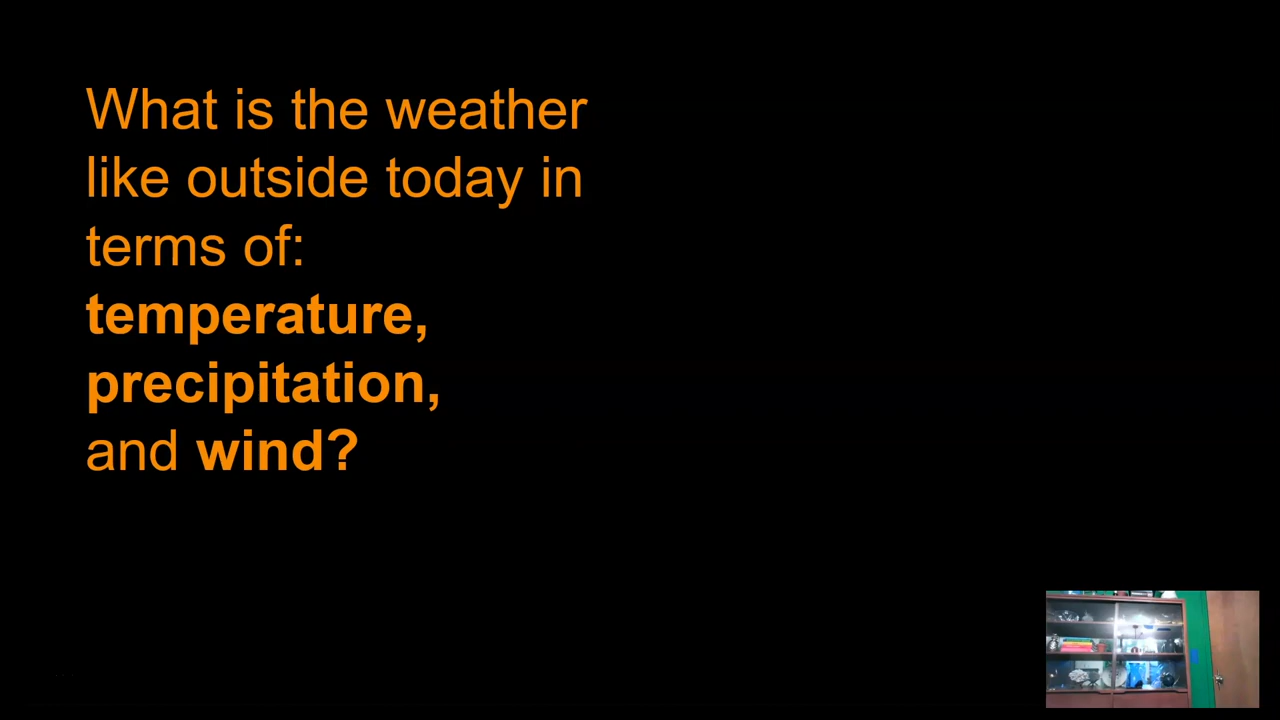 What is the weather
like outside today in
terms of:
temperature,
precipitation,
and wind?